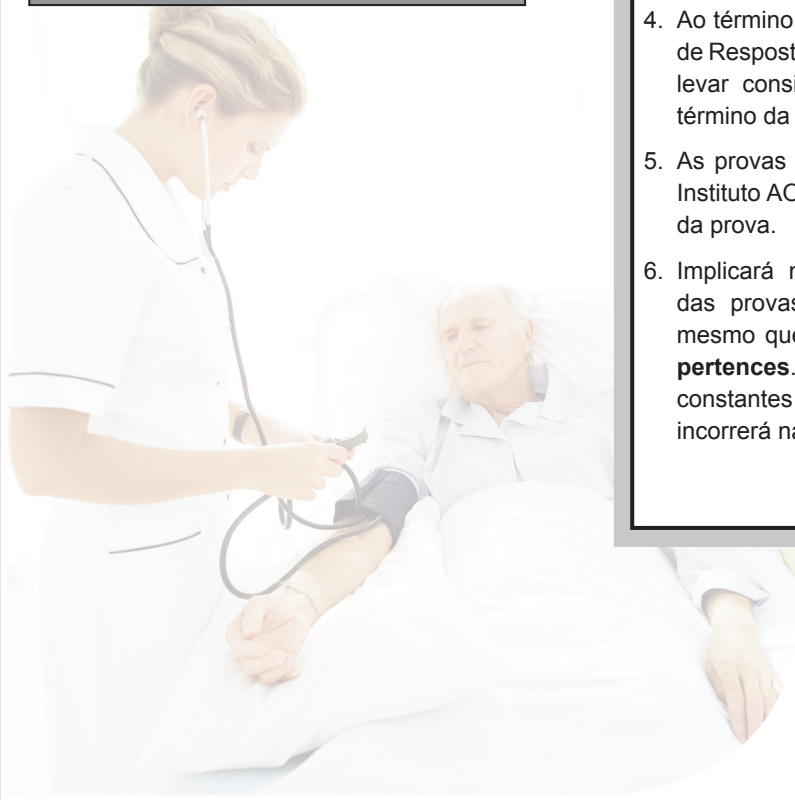 4. Ao término
de Respost
levar consi
término da
5. As provas
Instituto AO
da prova.
6. Implicará
das provas
mesmo que
pertences.
constantes
incorrerá na